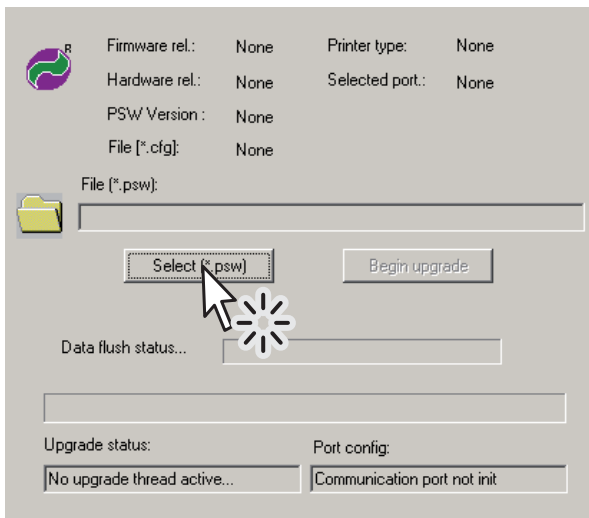 R
Firmware rel.: None Printer type: None
Hardware rel.: None Selected port.: None
PSW Version : None
File [*.cfg]: None
File (*.psw):
Select (*.psw) Begin upgrade
Data flush status...
Upgrade status: Port config:
No upgrade thread active... Communication port not init